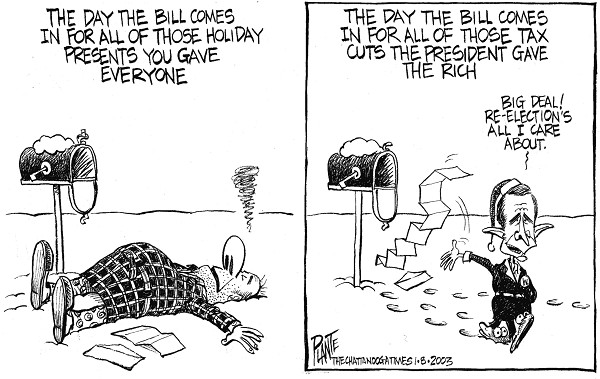 THE DAY THE BILL COMES
IN FOR ALL OF THOSE HOLIDAY
PRESENTS YOU GAVE
EVERYONE
THE DAY THE BILL COMES
IN FOR ALL OF THOSE TAX
CUTS THE PRESIDENT GAVE
THE RICH
BIG DEAL!
RE-ELECTION'S
ALL I CARE
ABOUT.
PLANTE
THE CHATTANOOGA TIMES 1·8·2003